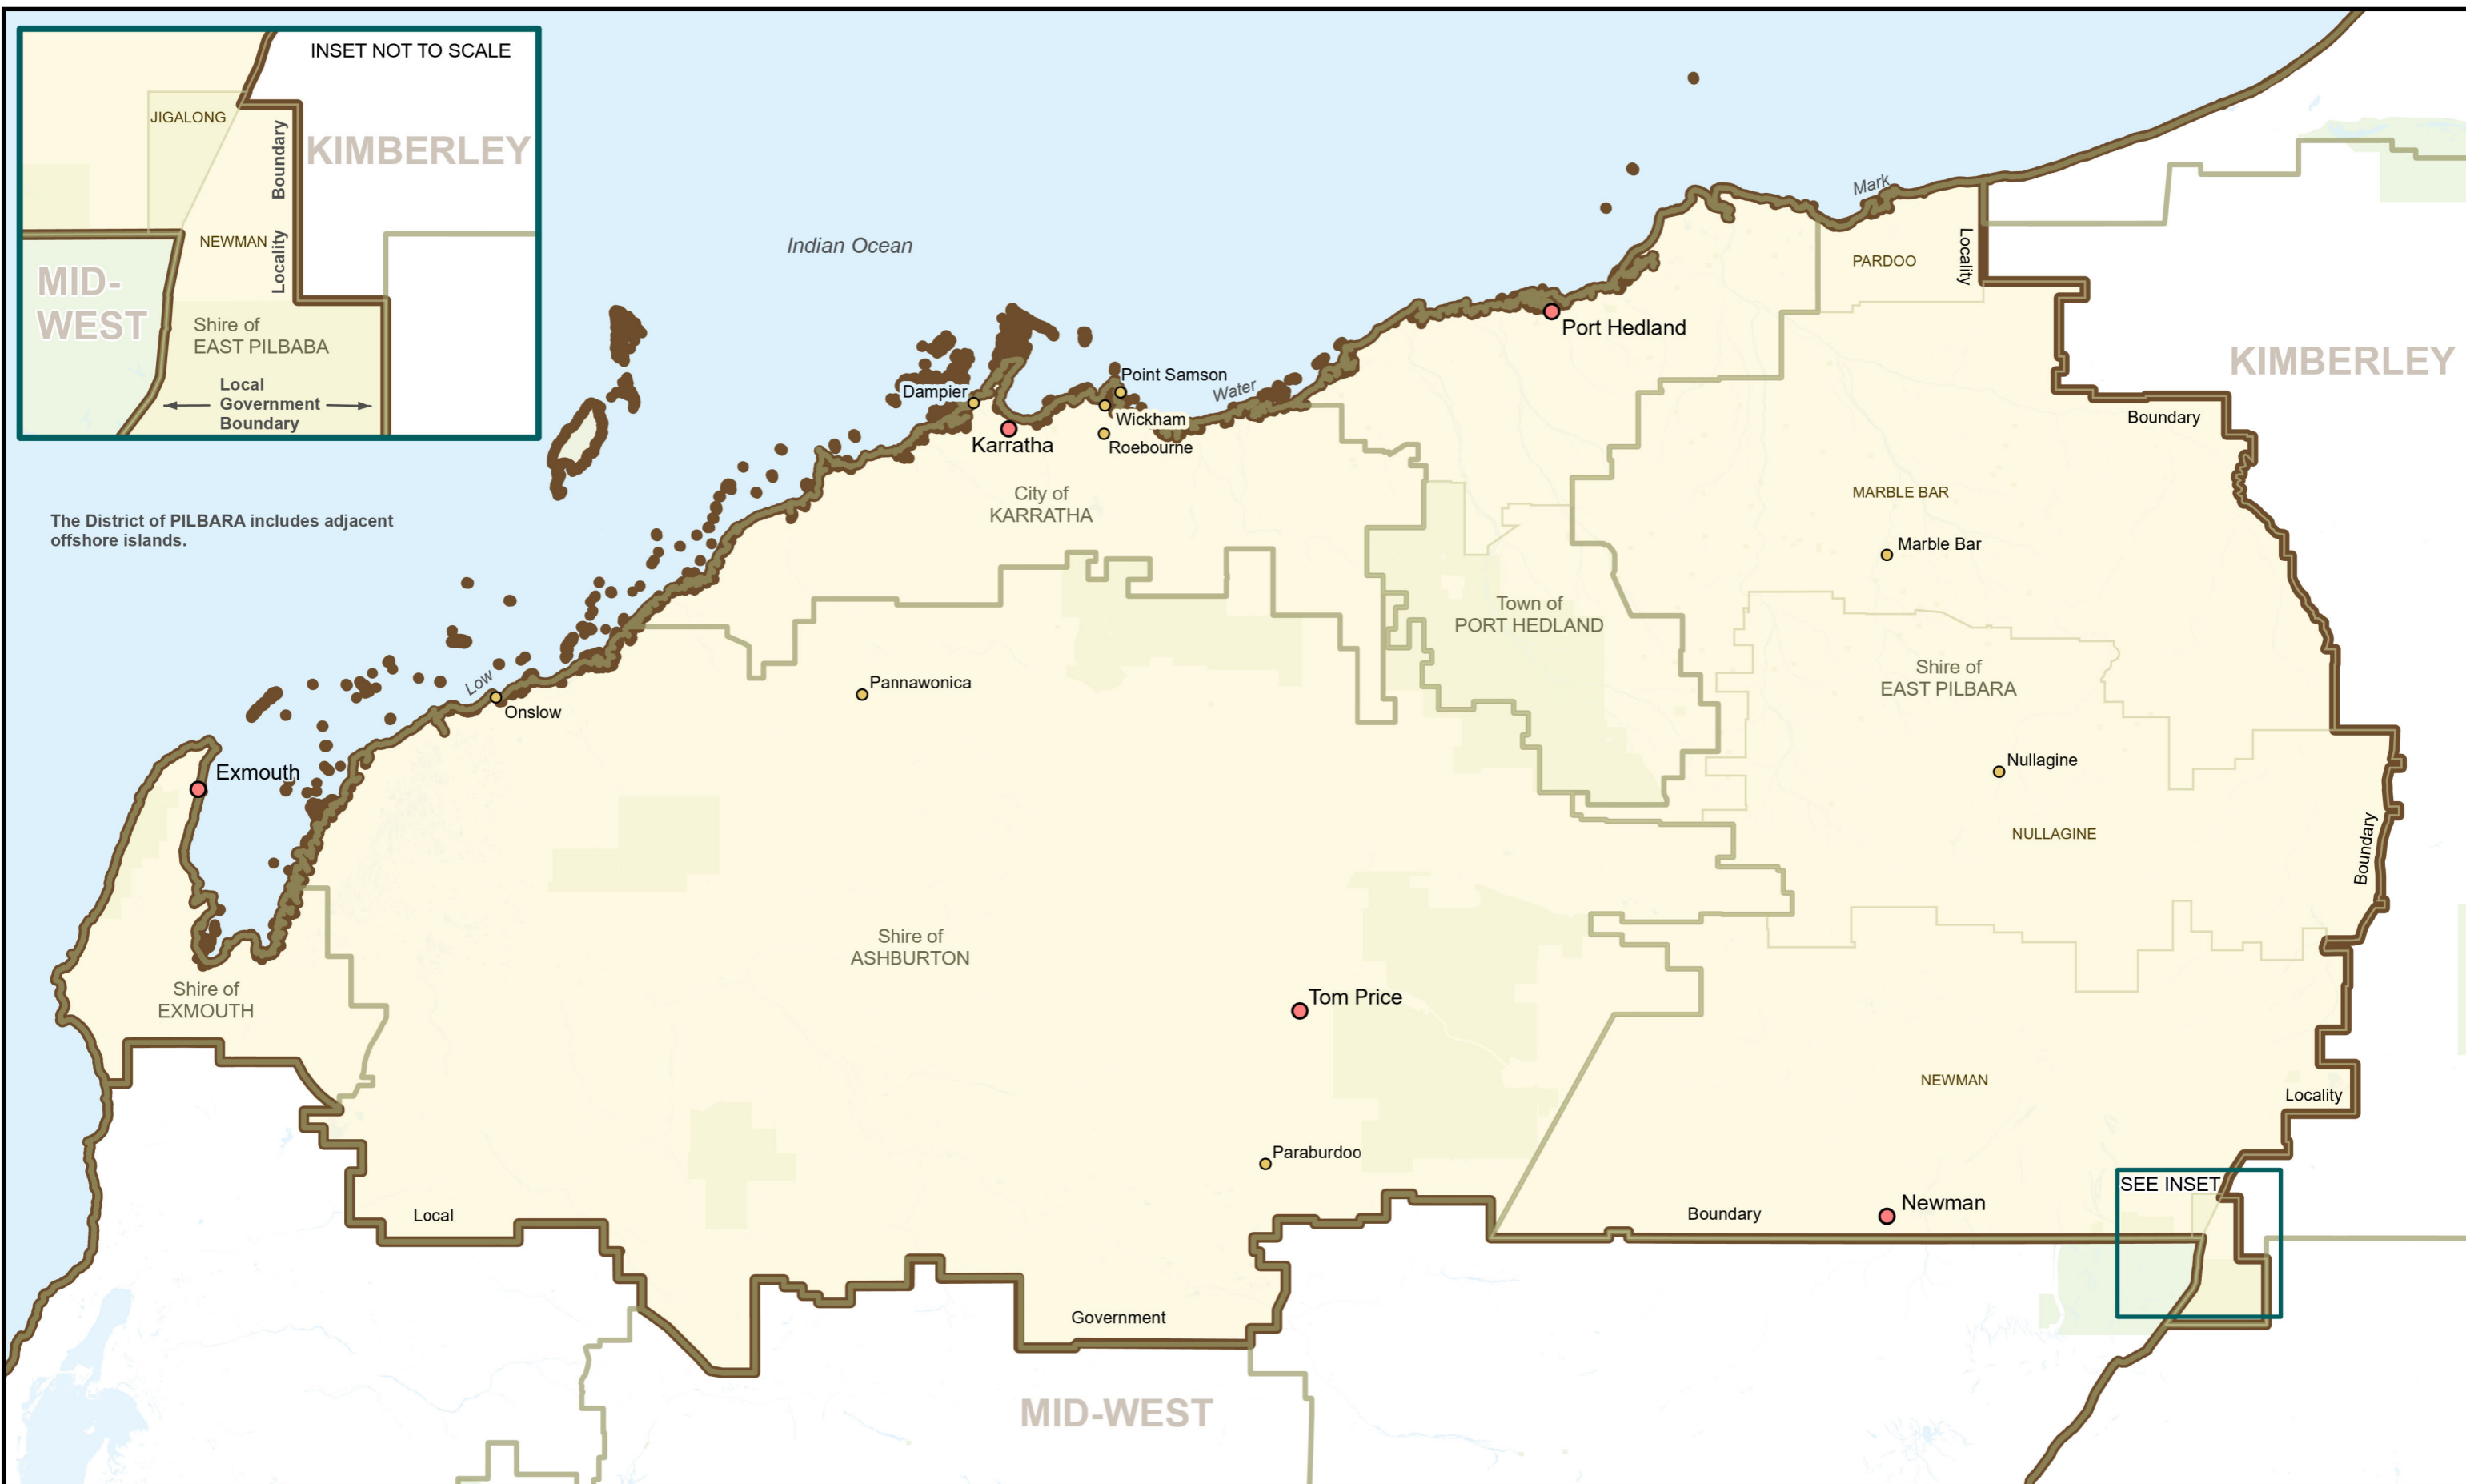 INSET NOT TO SCALE
JIGALONG
Boundary
KIMBERLEY
NEWMAN
Locality
MID-
WEST
Shire of
EAST PILBABA
Local
Government
Boundary
Indian Ocean
Mark
Locality
PARDOO
Port Hedland
KIMBERLEY
Point Samson
Dampier
Water
Wickham
Boundary
Karratha
Roebourne
City of
KARRATHA
MARBLE BAR
The District of PILBARA includes adjacent
offshore islands.
Marble Bar
Town of
PORT HEDLAND
Shire of
EAST PILBARA
Low
Pannawonica
Onslow
Nullagine
Exmouth
NULLAGINE
Boundary
Shire of
ASHBURTON
Shire of
EXMOUTH
Tom Price
NEWMAN
Locality
Paraburdoo
SEE INSET
Newman
Local
Boundary
Government
MID-WEST